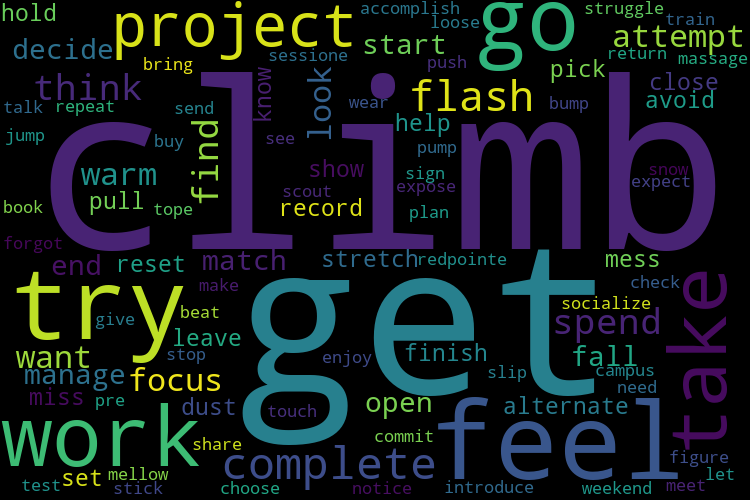 hold
project
go
accomplish
loose
struggle
train
decide
sessione
start
attempt
bring
push
return
massage
think
know
look
flash
pick
close
talk
repeat
send
wear
bump
avoid
jump
buy
find
see
help
climb
warm
show
pump
snow
scout
sign
expose
expect
book
pull
tope
record
plan
forgot
end
reset
match
stretch
redpointe
mess
make
check
try
get
beat
give
socialize
take
leave
spend
want
stop
enjoy
finish
fall
manage
focus
slip
campus
need
miss
pre
dust
touch
open
alternate
work
feel
share
commit
complete
figure
test
set
mellow
stick
choose
notice
introduce
weekend
meet
let